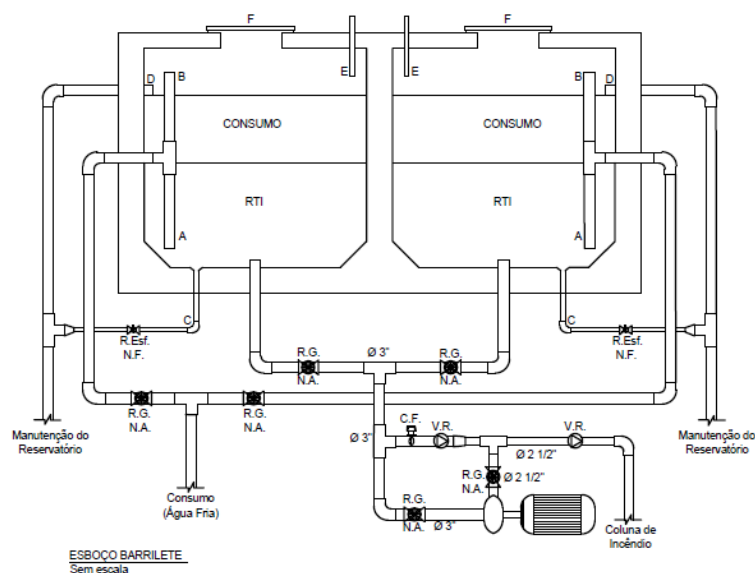 F
F
E
E
D
B
B
D
CONSUMO
CONSUMO
RTI
RTI
A
A
C
C
R.Esf.
N.F.
R.Esf.
N.F.
R.G.
N.A.
Ø 3"
R.G.
N.A.
R.G.
N.A.
R.G.
N.A.
Manutenção do
Reservatório
Manutenção do
Reservatório
Ø 3"
C.F.
V.R.
V.R.
Ø 2 1/2"
R.G.
N.A.
Ø 2 1/2"
Consumo
(Água Fria)
R.G.
N.A.
Ø 3"
Coluna de
Incêndio
ESBOÇO BARRILETE
Sem escala